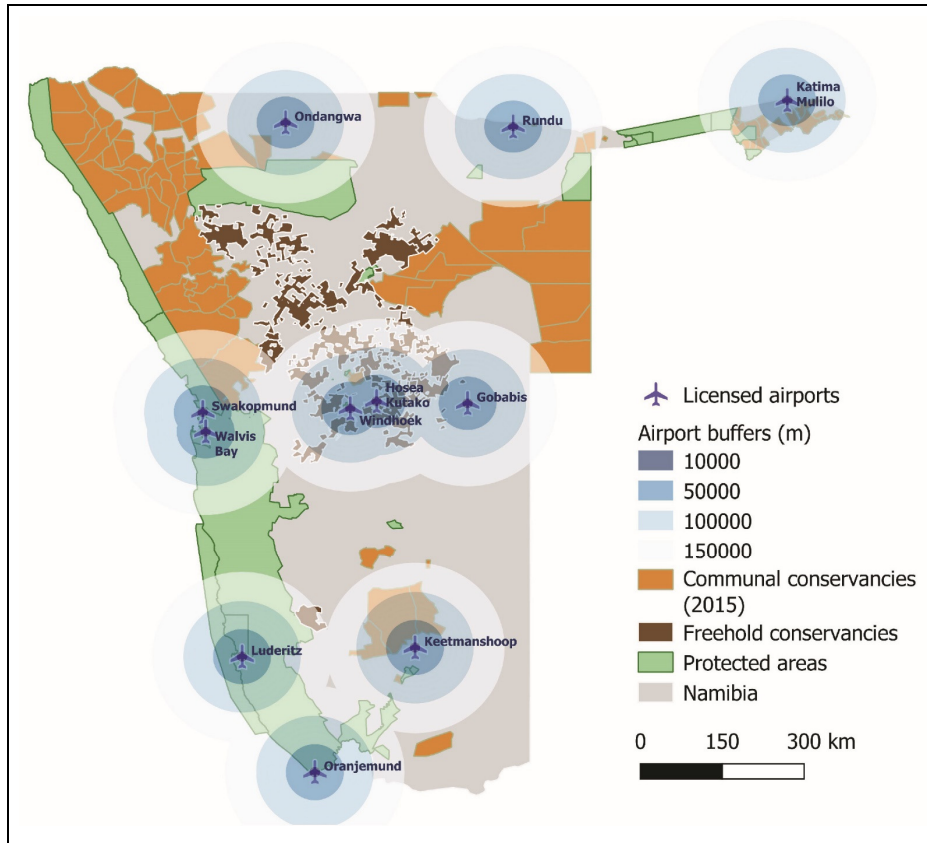 Katima
Mulilo
Ondangwa
Rundu
Hosea
Kutako
Gobabis
Windhoek
Swakopmund
Walvis
Bay
Luderitz
Keetmanshoop
Oranjemund
Licensed airports
Airport buffers (m)
10000
50000
100000
150000
Communal conservancies
(2015)
Freehold conservancies
Protected areas
Namibia
0 150 300 km